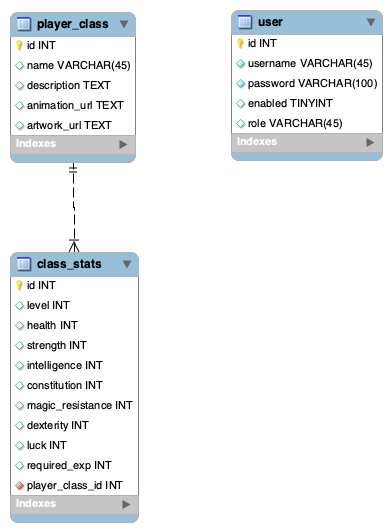 player_class
id INT
name VARCHAR(45)
description TEXT
animation_url TEXT
artwork_url TEXT
Indexes
user
id INT
username VARCHAR(45)
password VARCHAR(100)
enabled TINYINT
role VARCHAR(45)
Indexes
class_stats
id INT
level INT
health INT
strength INT
intelligence INT
constitution INT
magic_resistance INT
dexterity INT
luck INT
required_exp INT
player_class_id INT
Indexes